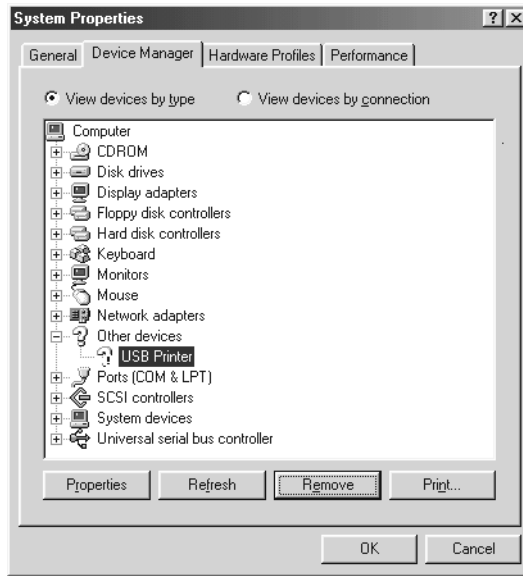 System Properties
General Device Manager Hardware Profiles Performance
View devices by type View devices by connection
Computer
CDROM
Disk drives
Display adapters
Floppy disk controllers
Hard disk controllers
Keyboard
Monitors
Mouse
Network adapters
Other devices
USB Printer
Ports (COM & LPT)
SCSI controllers
System devices
Universal serial bus controller
Properties Refresh Remove Print...
OK Cancel